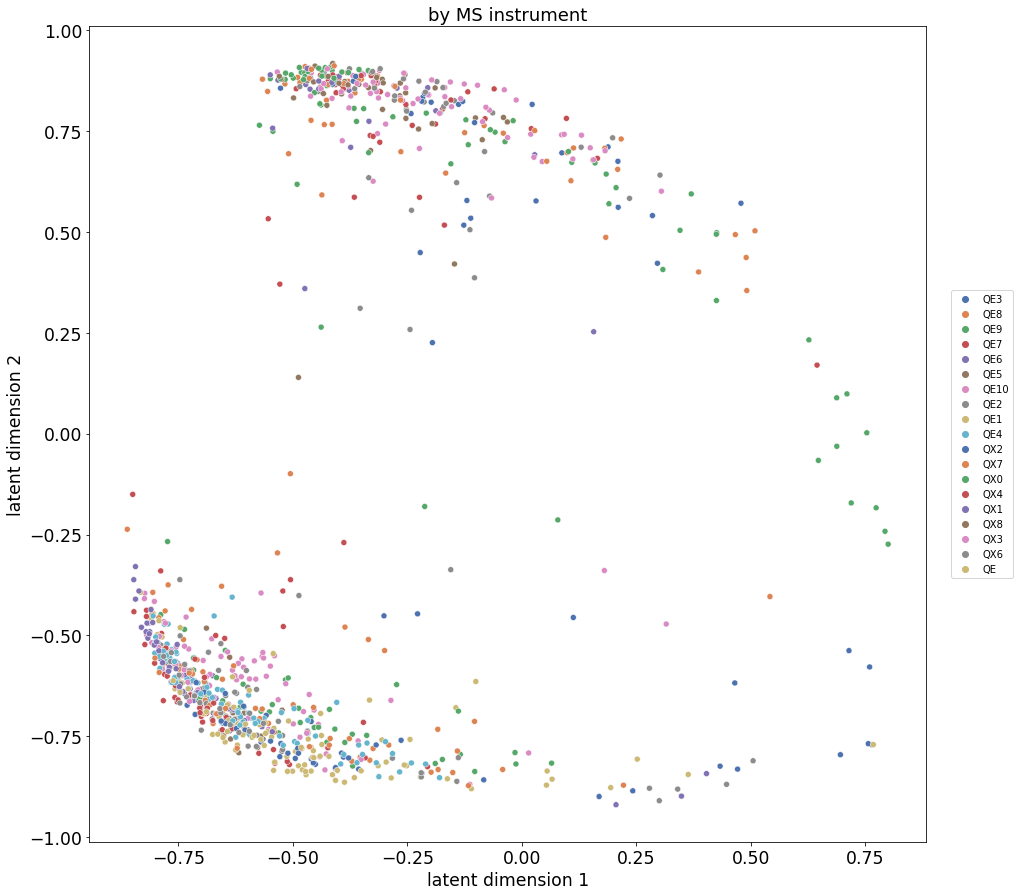 by MS instrument
1.00
0.75
0.50
0.25
0.00
−0.25
−0.50
−0.75
−1.00
latent dimension 2
−0.75
−0.50
−0.25
0.00
0.25
0.50
0.75
latent dimension 1
QE3
QE8
QE9
QE7
QE6
QE5
QE10
QE2
QE1
QE4
QX2
QX7
QX0
QX4
QX1
QX8
QX3
QX6
QE